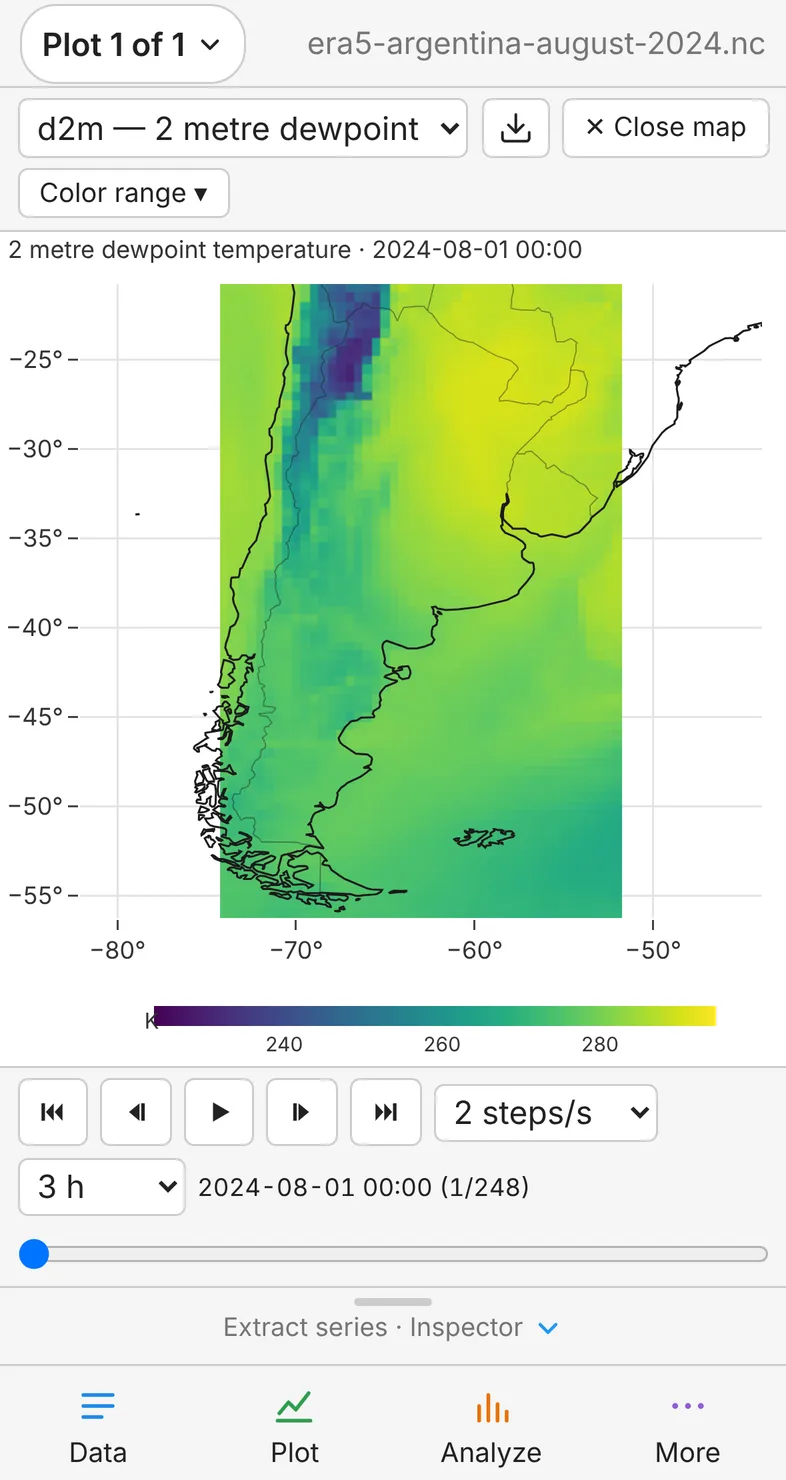 Plot 1 of 1
era5-argentina-august-2024.nc
d2m — 2 metre dewpoint
× Close map
Color range ▾
2 metre dewpoint temperature · 2024-08-01 00:00
−25°
−30°
−35°
−40°
−45°
−50°
−55°
−80° −70° −60° −50°
K
240 260 280
2 steps/s
3 h
2024-08-01 00:00 (1/248)
Extract series · Inspector
Data Plot Analyze More